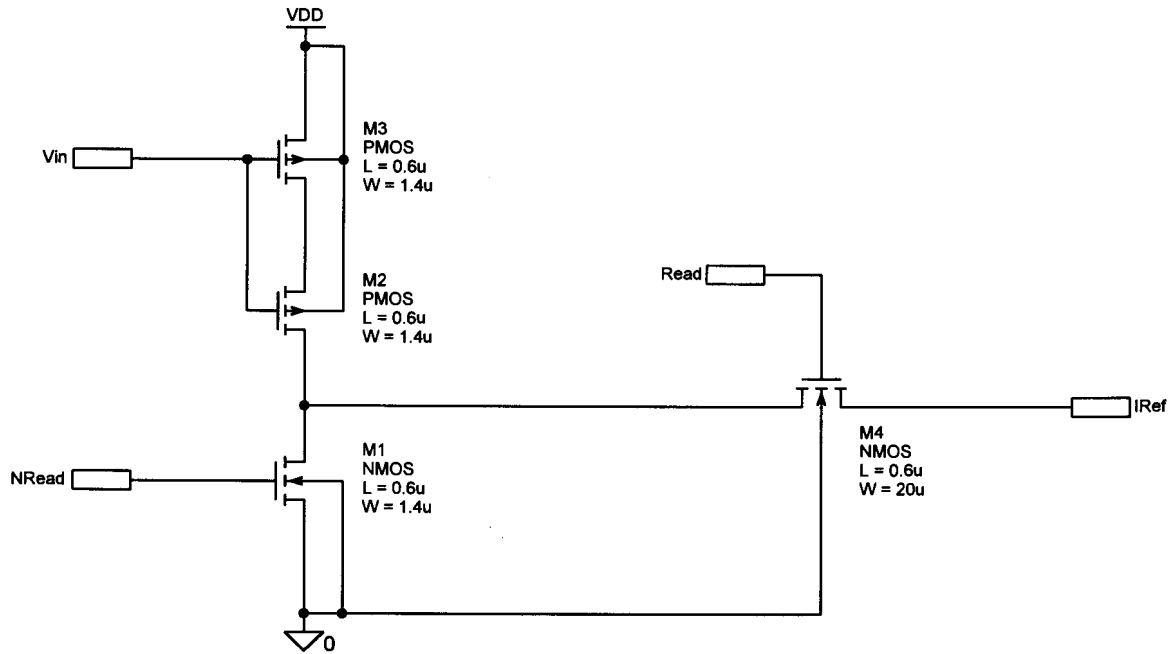 VDD
M3
PMOS
L = 0.6u
W = 1.4u
Vin
M2
PMOS
L = 0.6u
W = 1.4u
Read
IRef
M4
NMOS
L = 0.6u
W = 20u
M1
NMOS
L = 0.6u
W = 1.4u
NRead
0